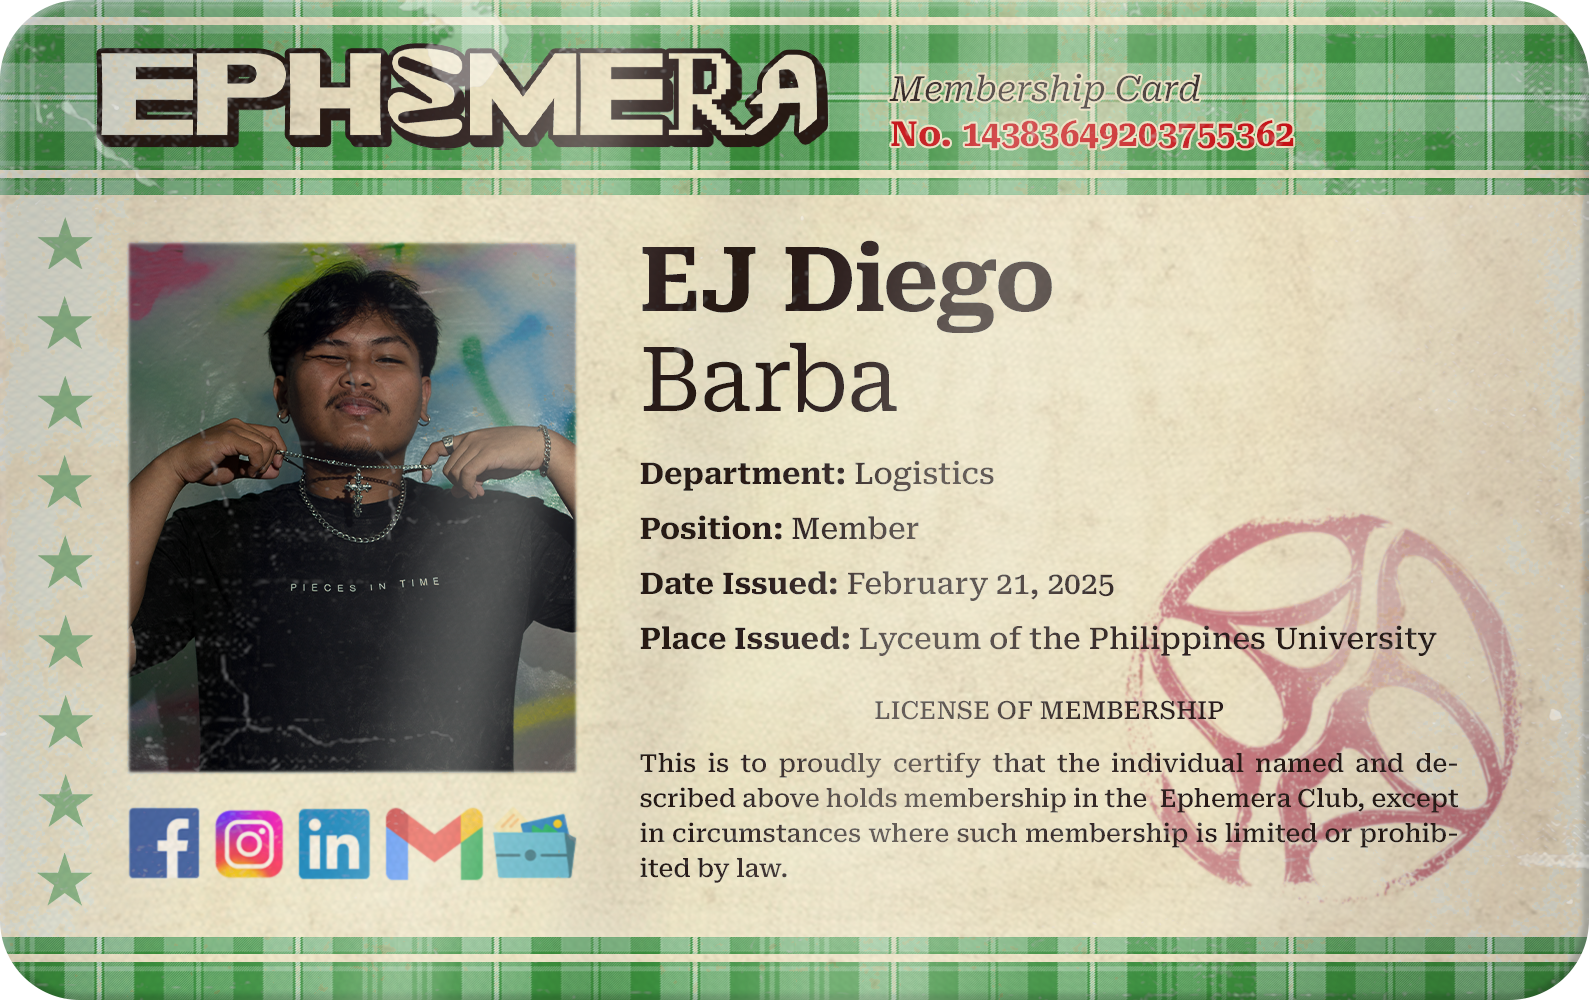 EPHEMERA
Membership Card
No. 14383649203755362
EJ Diego
Barba
Department: Logistics
Position: Member
Date Issued: February 21, 2025
Place Issued: Lyceum of the Philippines University
PIECES IN TIME
LICENSE OF MEMBERSHIP
This is to proudly certify that the individual named and de-
scribed above holds membership in the Ephemera Club, except
in circumstances where such membership is limited or prohib-
ited by law.
f
in